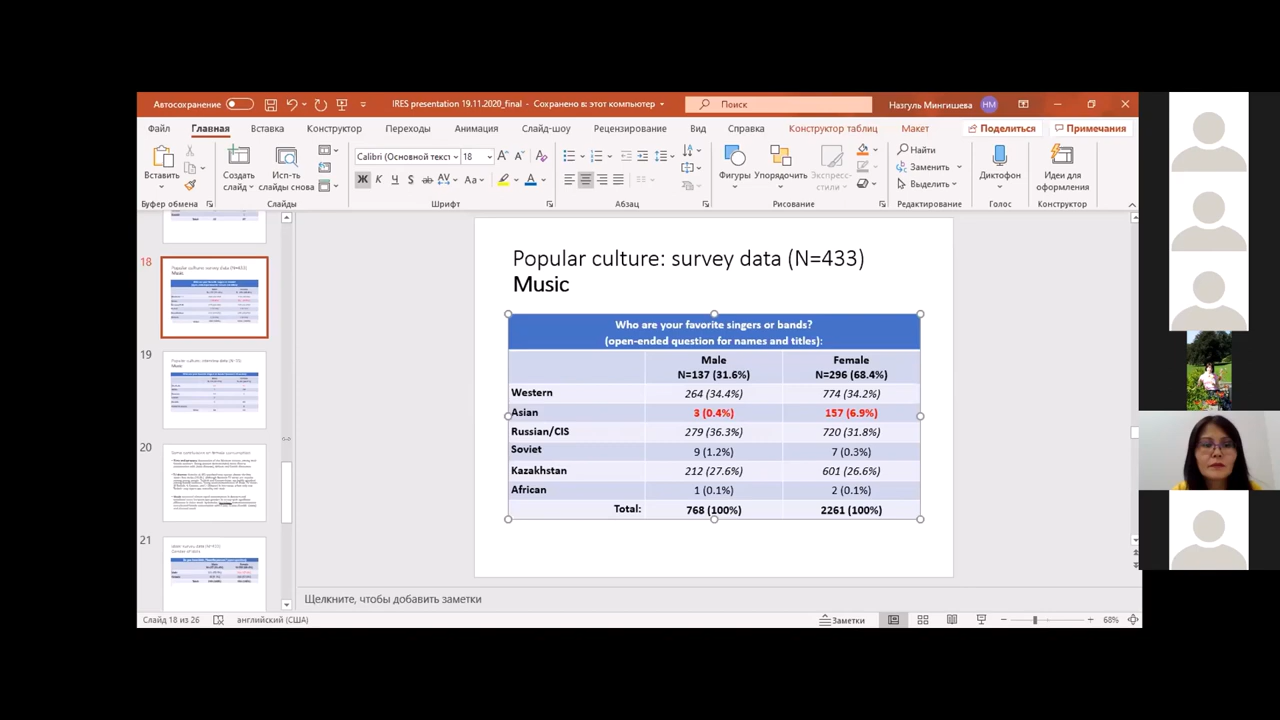 Автосохранение
IRES presentation 19.11.2020_final - Сохранено в: этот компьютер
Поиск
Назгуль Мингишева
НМ
Файл
Главная
Вставка
Конструктор
Переходы
Анимация
Слайд-шоу
Рецензирование
Вид
Справка
Конструктор таблиц
Макет
Поделиться
Примечания
Вставить
Создать слайд
Исп-ть слайды снова
Calibri (Основной текст
18
Ж К Ч S ab AV Aa
Фигуры
Упорядочить
Экспресс-стили
Найти
Заменить
Выделить
Диктофон
Идеи для оформления
Буфер обмена
Слайды
Шрифт
Абзац
Рисование
Редактирование
Голос
Конструктор
18
19
20
21
Popular culture: survey data (N=433)
Music
Who are your favorite singers or bands?
(open-ended question for names and titles):
Male Female
N=137 (31.6%) N=296 (68.4%)
Western 264 (34.4%) 774 (34.2%)
Asian 3 (0.4%) 157 (6.9%)
Russian/CIS 279 (36.3%) 720 (31.8%)
Soviet 9 (1.2%) 7 (0.3%)
Kazakhstan 212 (27.6%) 601 (26.6%)
African 1 (0.1%) 2 (0.1%)
Total: 768 (100%) 2261 (100%)
Щелкните, чтобы добавить заметки
Слайд 18 из 26
английский (США)
Заметки
68%